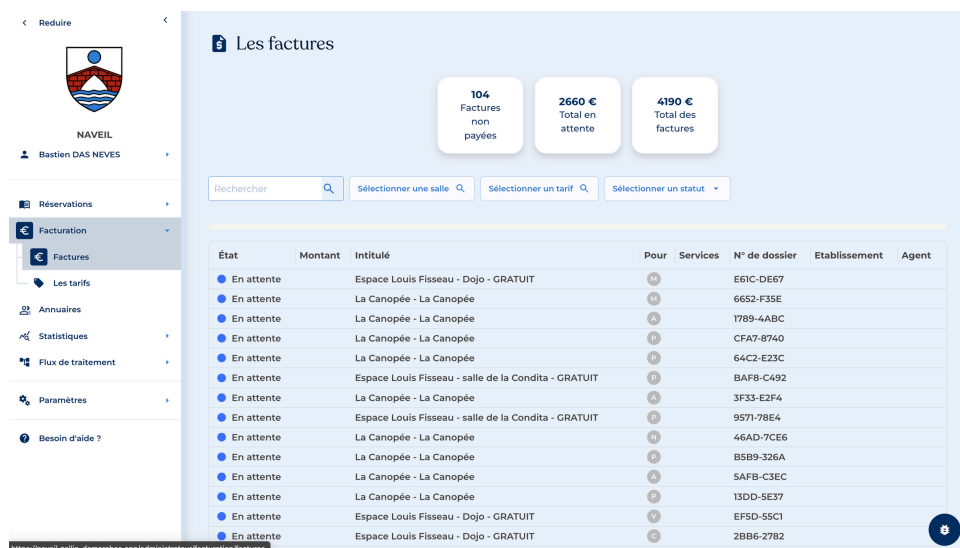 Reduire
NAVEIL
Bastien DAS NEVES
Réservations
Facturation
Factures
Les tarifs
Annuaires
Statistiques
Flux de traitement
Paramètres
Besoin d'aide ?
Les factures
104
Factures
non
payées
2660 €
Total en
attente
4190 €
Total des
factures
Rechercher
Sélectionner une salle
Sélectionner un tarif
Sélectionner un statut
État Montant Intitulé Pour Services N° de dossier Etablissement Agent
En attente Espace Louis Fisseau - Dojo - GRATUIT M E61C-DE67
En attente La Canopée - La Canopée M 6652-F35E
En attente La Canopée - La Canopée A 1789-4ABC
En attente La Canopée - La Canopée P CFA7-8740
En attente La Canopée - La Canopée P 64C2-E23C
En attente Espace Louis Fisseau - salle de la Condita - GRATUIT P BAF8-C492
En attente La Canopée - La Canopée A 3F33-E2F4
En attente Espace Louis Fisseau - salle de la Condita - GRATUIT P 9571-78E4
En attente La Canopée - La Canopée N 46AD-7CE6
En attente La Canopée - La Canopée P B5B9-326A
En attente La Canopée - La Canopée A 5AFB-C3EC
En attente La Canopée - La Canopée P 13DD-5E37
En attente Espace Louis Fisseau - Dojo - GRATUIT V EF5D-55C1
En attente Espace Louis Fisseau - Dojo - GRATUIT C 2BB6-2782